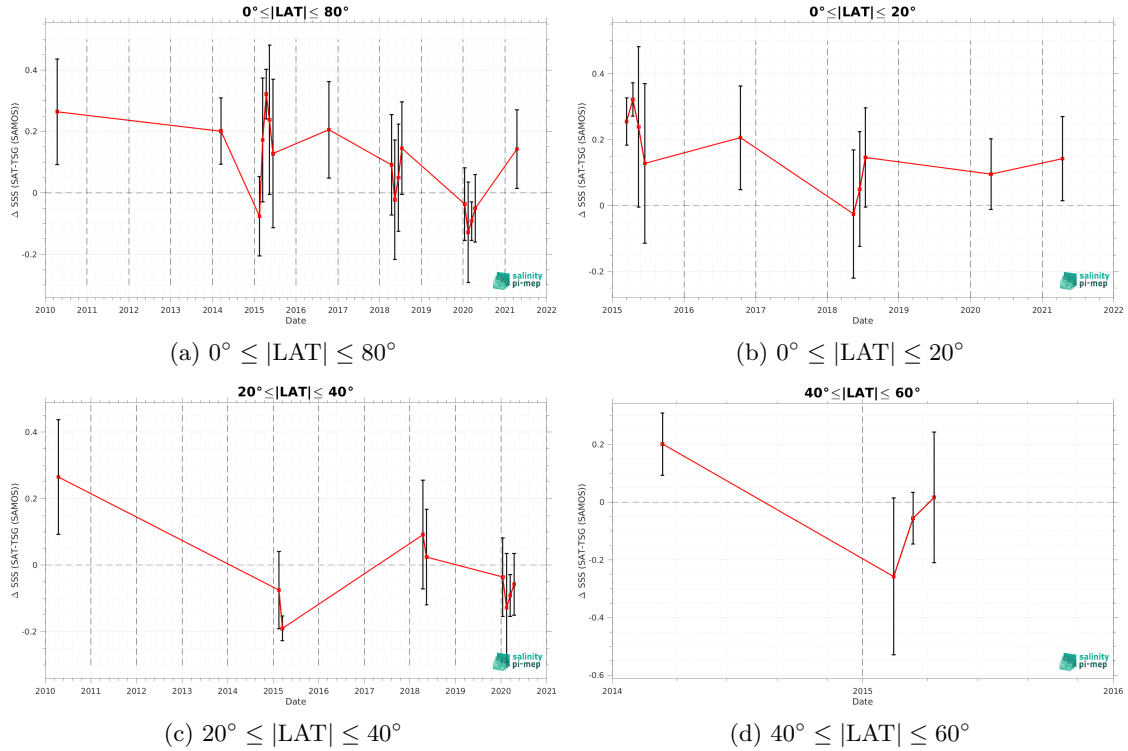 0°≤|LAT|≤ 80°
Δ SSS (SAT-TSG (SAMOS))
0.4
0.2
0
-0.2
2010 2011 2012 2013 2014 2015 2016 2017 2018 2019 2020 2021 2022
Date
salinity
pi-mep
(a) 0° ≤ |LAT| ≤ 80°
0°≤|LAT|≤ 20°
Δ SSS (SAT-TSG (SAMOS))
0.4
0.2
0
-0.2
2015 2016 2017 2018 2019 2020 2021 2022
Date
salinity
pi-mep
(b) 0° ≤ |LAT| ≤ 20°
20°≤|LAT|≤ 40°
Δ SSS (SAT-TSG (SAMOS))
0.4
0.2
0
-0.2
2010 2011 2012 2013 2014 2015 2016 2017 2018 2019 2020 2021
Date
salinity
pi-mep
(c) 20° ≤ |LAT| ≤ 40°
40°≤|LAT|≤ 60°
Δ SSS (SAT-TSG (SAMOS))
0.2
0
-0.2
-0.4
-0.6
2014 2015 2016
Date
salinity
pi-mep
(d) 40° ≤ |LAT| ≤ 60°